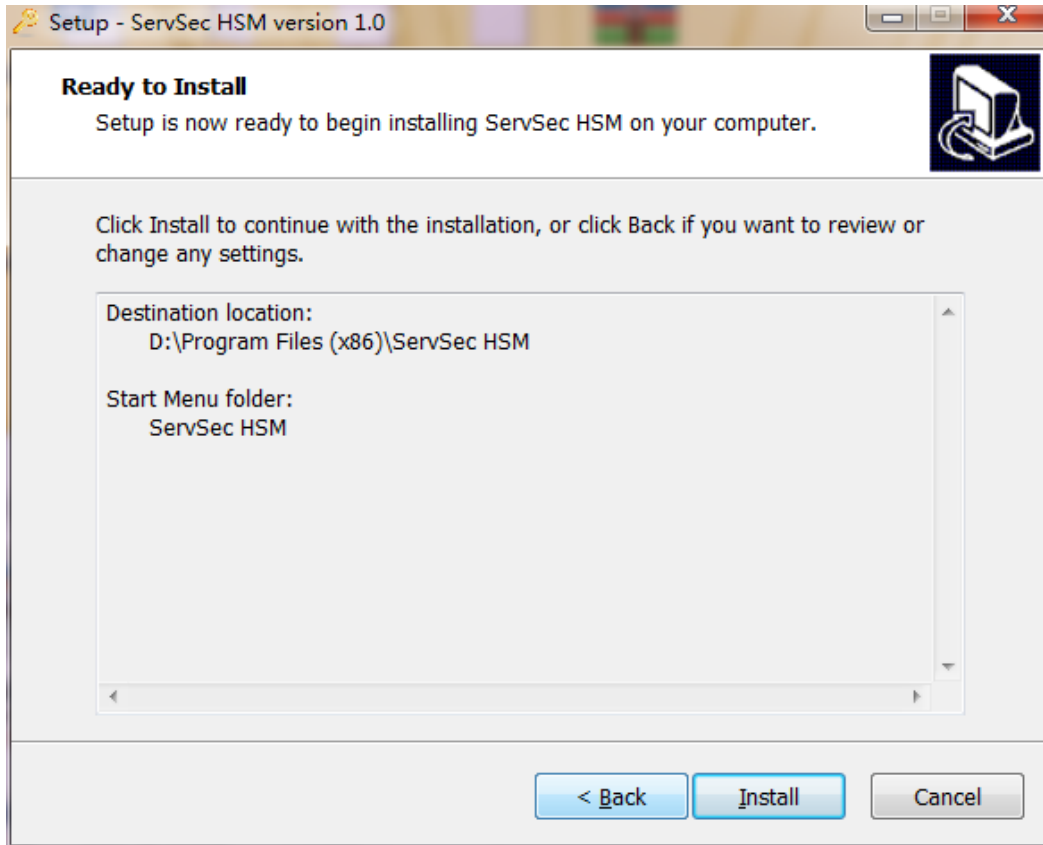 Setup - ServSec HSM version 1.0
Ready to Install
Setup is now ready to begin installing ServSec HSM on your computer.
Click Install to continue with the installation, or click Back if you want to review or
change any settings.
Destination location:
D:\Program Files (x86)\ServSec HSM
Start Menu folder:
ServSec HSM
< Back
Install
Cancel